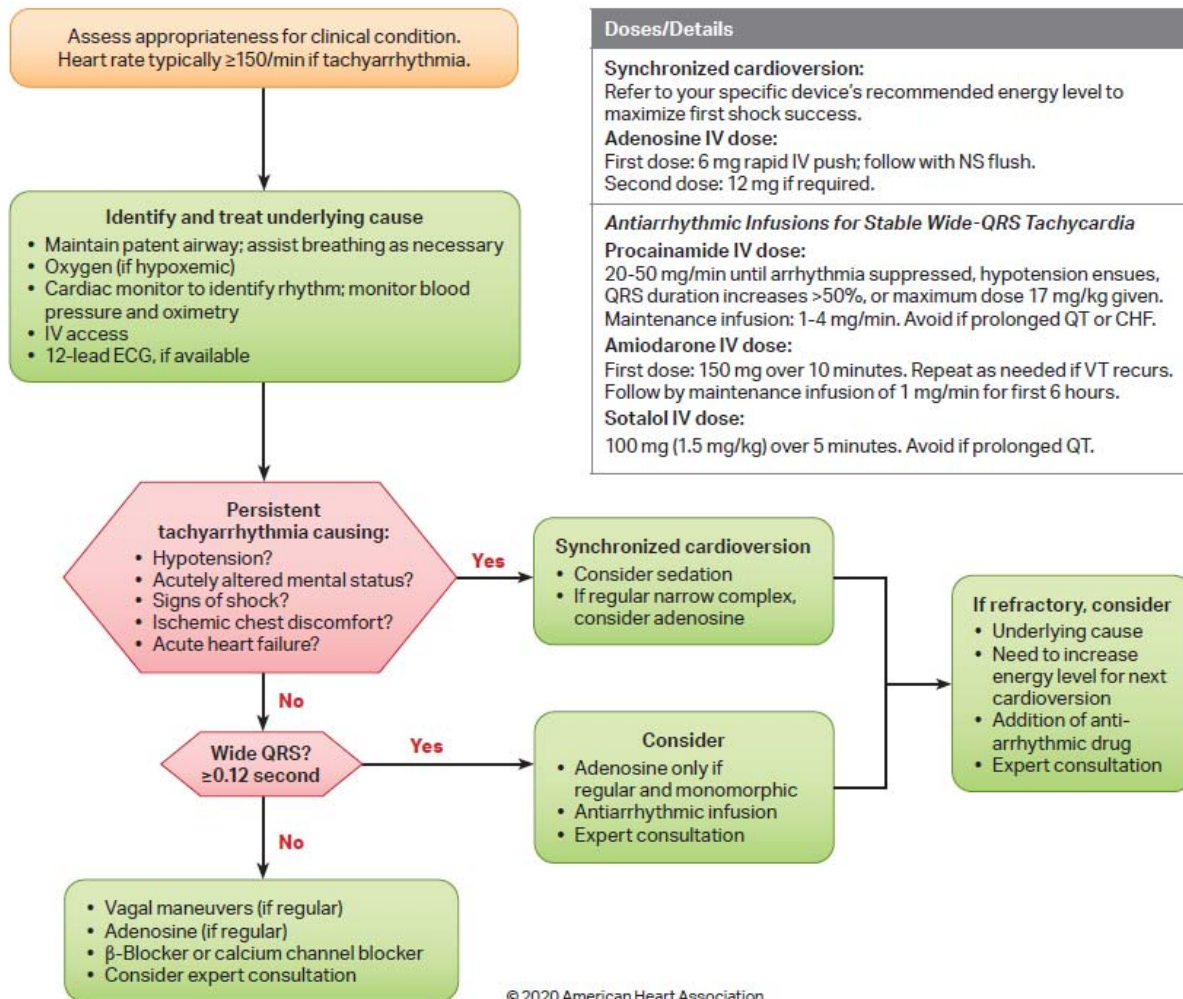 Assess appropriateness for clinical condition.
Heart rate typically ≥150/min if tachyarrhythmia.
Identify and treat underlying cause
• Maintain patent airway; assist breathing as necessary
• Oxygen (if hypoxemic)
• Cardiac monitor to identify rhythm; monitor blood
pressure and oximetry
• IV access
• 12-lead ECG, if available
Doses/Details
Synchronized cardioversion:
Refer to your specific device's recommended energy level to
maximize first shock success.
Adenosine IV dose:
First dose: 6 mg rapid IV push; follow with NS flush.
Second dose: 12 mg if required.
Antiarrhythmic Infusions for Stable Wide-QRS Tachycardia
Procainamide IV dose:
20-50 mg/min until arrhythmia suppressed, hypotension ensues,
QRS duration increases >50%, or maximum dose 17 mg/kg given.
Maintenance infusion: 1-4 mg/min. Avoid if prolonged QT or CHF.
Amiodarone IV dose:
First dose: 150 mg over 10 minutes. Repeat as needed if VT recurs.
Follow by maintenance infusion of 1 mg/min for first 6 hours.
Sotalol IV dose:
100 mg (1.5 mg/kg) over 5 minutes. Avoid if prolonged QT.
Persistent
tachyarrhythmia causing:
• Hypotension?
• Acutely altered mental status?
• Signs of shock?
• Ischemic chest discomfort?
• Acute heart failure?
Yes
Synchronized cardioversion
• Consider sedation
• If regular narrow complex,
consider adenosine
If refractory, consider
• Underlying cause
• Need to increase
energy level for next
cardioversion
• Addition of anti-
arrhythmic drug
• Expert consultation
No
Wide QRS?
≥0.12 second
Yes
Consider
• Adenosine only if
regular and monomorphic
• Antiarrhythmic infusion
• Expert consultation
No
• Vagal maneuvers (if regular)
• Adenosine (if regular)
• β-Blocker or calcium channel blocker
• Consider expert consultation
© 2020 American Heart Association